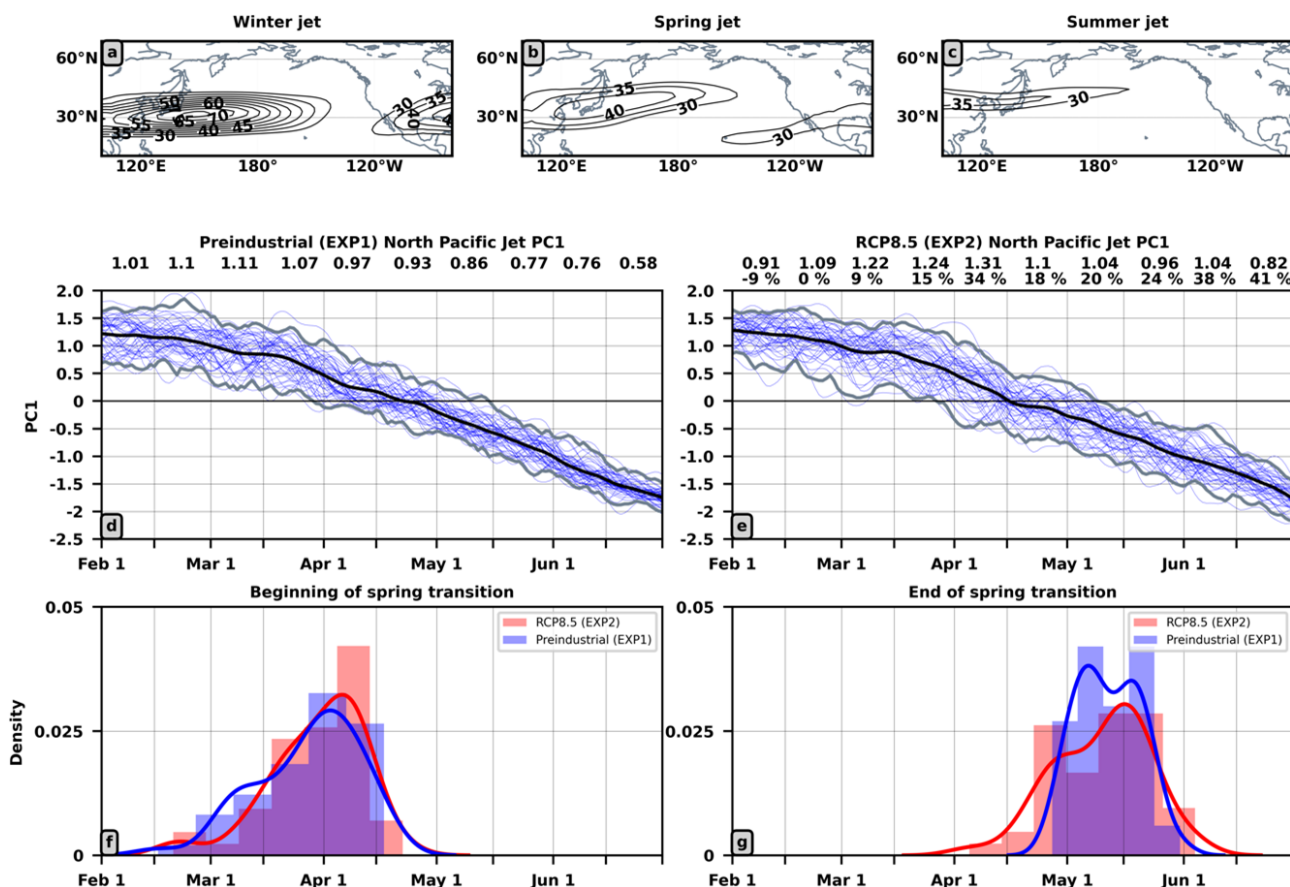 Winter jet
Spring jet
Summer jet
a
b
c
60°N
60°N
60°N
30°N
30°N
30°N
50 60
55 65 70
35 30 40 45
30 35
40
35
40
30
30
35
30
120°E 180° 120°W
120°E 180° 120°W
120°E 180° 120°W
Preindustrial (EXP1) North Pacific Jet PC1
1.01 1.1 1.11 1.07 0.97 0.93 0.86 0.77 0.76 0.58
PC1
2.0
1.5
1.0
0.5
0
-0.5
-1.0
-1.5
-2
-2.5
d
Feb 1 Mar 1 Apr 1 May 1 Jun 1
RCP8.5 (EXP2) North Pacific Jet PC1
0.91 1.09 1.22 1.24 1.31 1.1 1.04 0.96 1.04 0.82
-9 % 0 % 9 % 15 % 34 % 18 % 20 % 24 % 38 % 41 %
2.0
1.5
1.0
0.5
0
-0.5
-1.0
-1.5
-2
-2.5
e
Feb 1 Mar 1 Apr 1 May 1 Jun 1
Beginning of spring transition
RCP8.5 (EXP2)
Preindustrial (EXP1)
Density
0.05
0.025
0
f
Feb 1 Mar 1 Apr 1 May 1 Jun 1
End of spring transition
RCP8.5 (EXP2)
Preindustrial (EXP1)
0.05
0.025
0
g
Feb 1 Mar 1 Apr 1 May 1 Jun 1